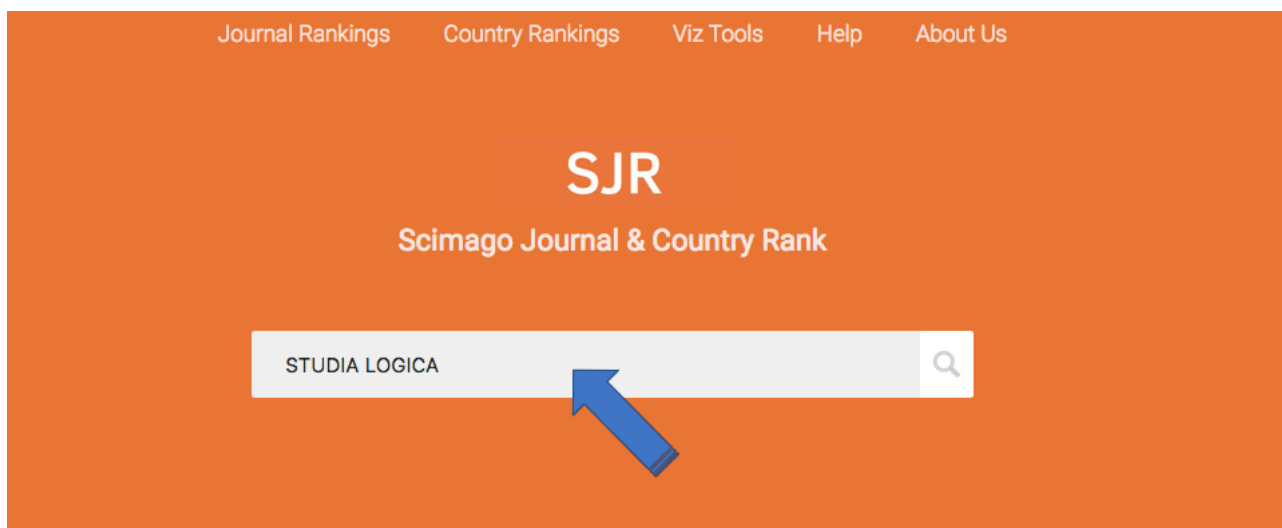 Journal Rankings Country Rankings Viz Tools Help About Us
SJR
Scimago Journal & Country Rank
STUDIA LOGICA